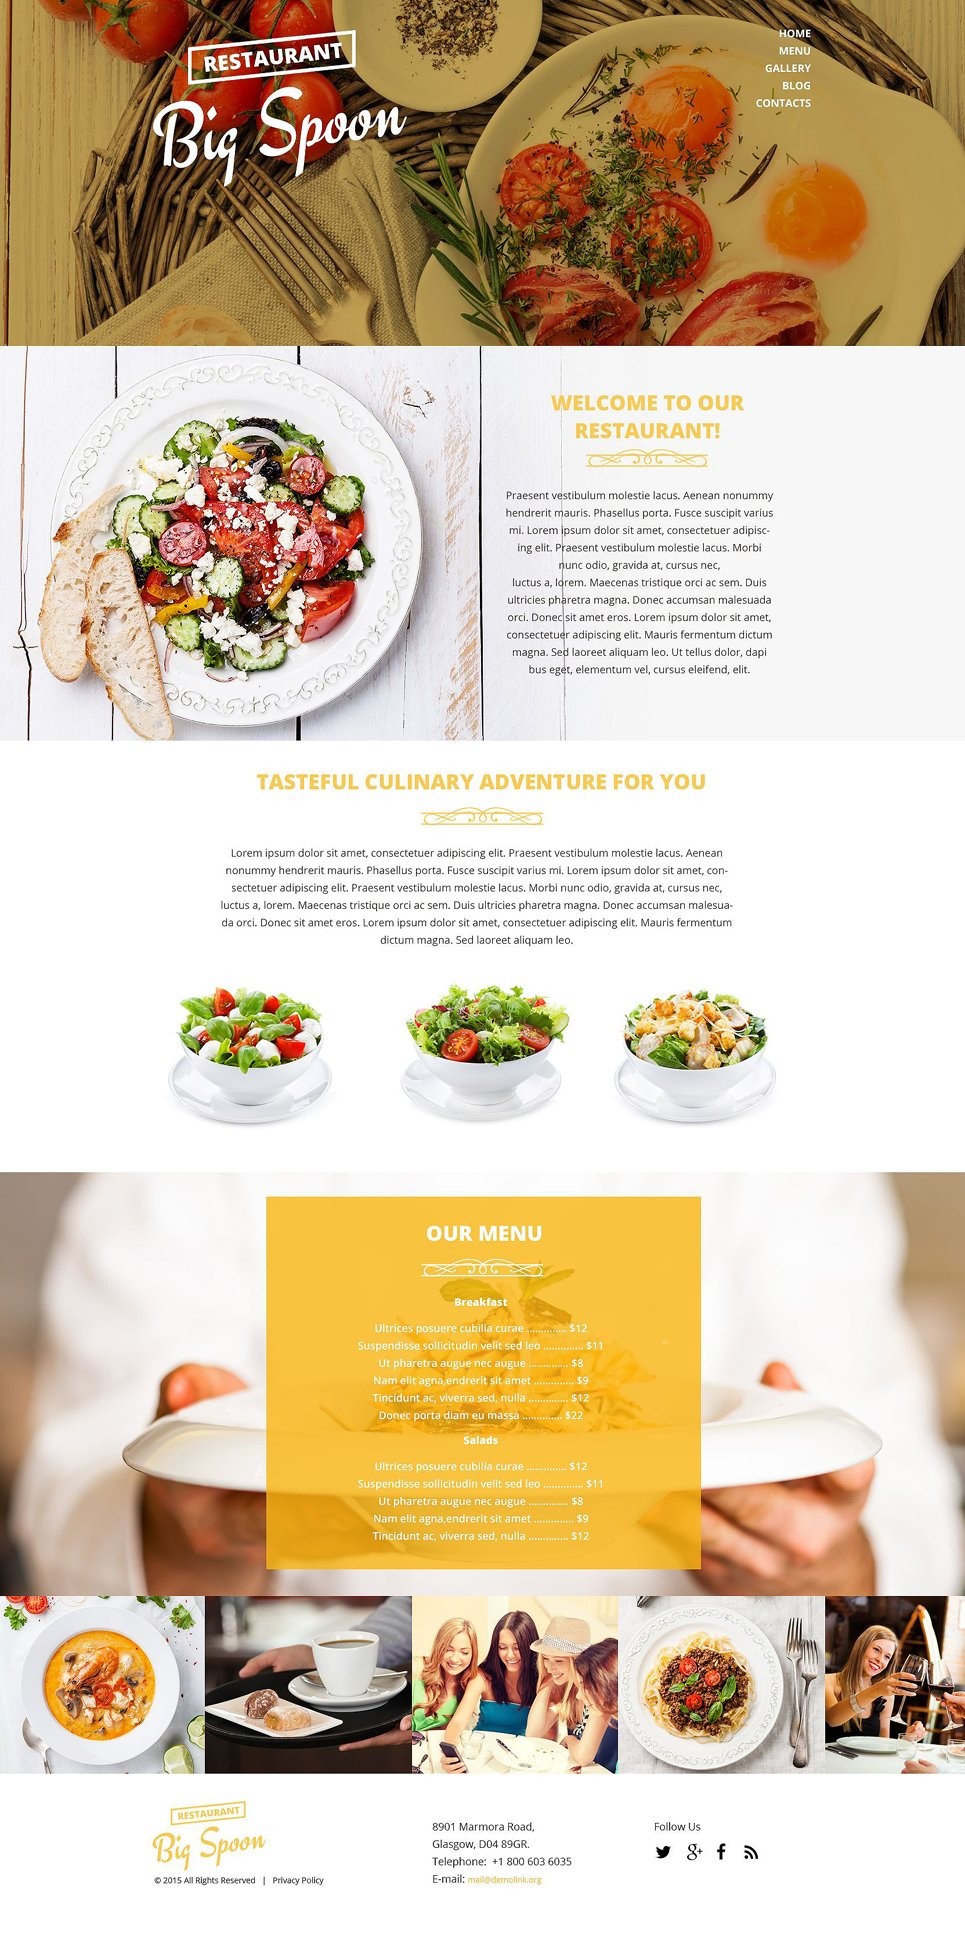 RESTAURANT
Big Spoon
HOME
MENU
GALLERY
BLOG
CONTACTS
WELCOME TO OUR
RESTAURANT!
Praesent vestibulum molestie lacus. Aenean nonummy
hendrerit mauris. Phasellus porta. Fusce suscipit varius
mi. Lorem ipsum dolor sit amet, consectetuer adipisc-
ing elit. Praesent vestibulum molestie lacus. Morbi
nunc odio, gravida at, cursus nec,
luctus a, lorem. Maecenas tristique orci ac sem. Duis
ultricies pharetra magna. Donec accumsan malesuada
orci. Donec sit amet eros. Lorem ipsum dolor sit amet,
consectetuer adipiscing elit. Mauris fermentum dictum
magna. Sed laoreet aliquam leo. Ut tellus dolor, dapi
bus eget, elementum vel, cursus eleifend, elit.
TASTEFUL CULINARY ADVENTURE FOR YOU
Lorem ipsum dolor sit amet, consectetuer adipiscing elit. Praesent vestibulum molestie lacus. Aenean
nonummy hendrerit mauris. Phasellus porta. Fusce suscipit varius mi. Lorem ipsum dolor sit amet, con-
sectetuer adipiscing elit. Praesent vestibulum molestie lacus. Morbi nunc odio, gravida at, cursus nec,
luctus a, lorem. Maecenas tristique orci ac sem. Duis ultricies pharetra magna. Donec accumsan malesua-
da orci. Donec sit amet eros. Lorem ipsum dolor sit amet, consectetuer adipiscing elit. Mauris fermentum
dictum magna. Sed laoreet aliquam leo.
OUR MENU
Breakfast
Ultrices posuere cubilia curae ............. $12
Suspendisse sollicitudin velit sed leo ............. $11
Ut pharetra augue nec augue ............. $8
Nam elit agna,endrerit sit amet ............. $9
Tincidunt ac, viverra sed, nulla ............. $12
Donec porta diam eu massa ............. $22
Salads
Ultrices posuere cubilia curae ............. $12
Suspendisse sollicitudin velit sed leo ............. $11
Ut pharetra augue nec augue ............. $8
Nam elit agna,endrerit sit amet ............. $9
Tincidunt ac, viverra sed, nulla ............. $12
RESTAURANT
Big Spoon
© 2015 All Rights Reserved | Privacy Policy
8901 Marmora Road,
Glasgow, D04 89GR.
Telephone: +1 800 603 6035
E-mail: mail@demolink.org
Follow Us